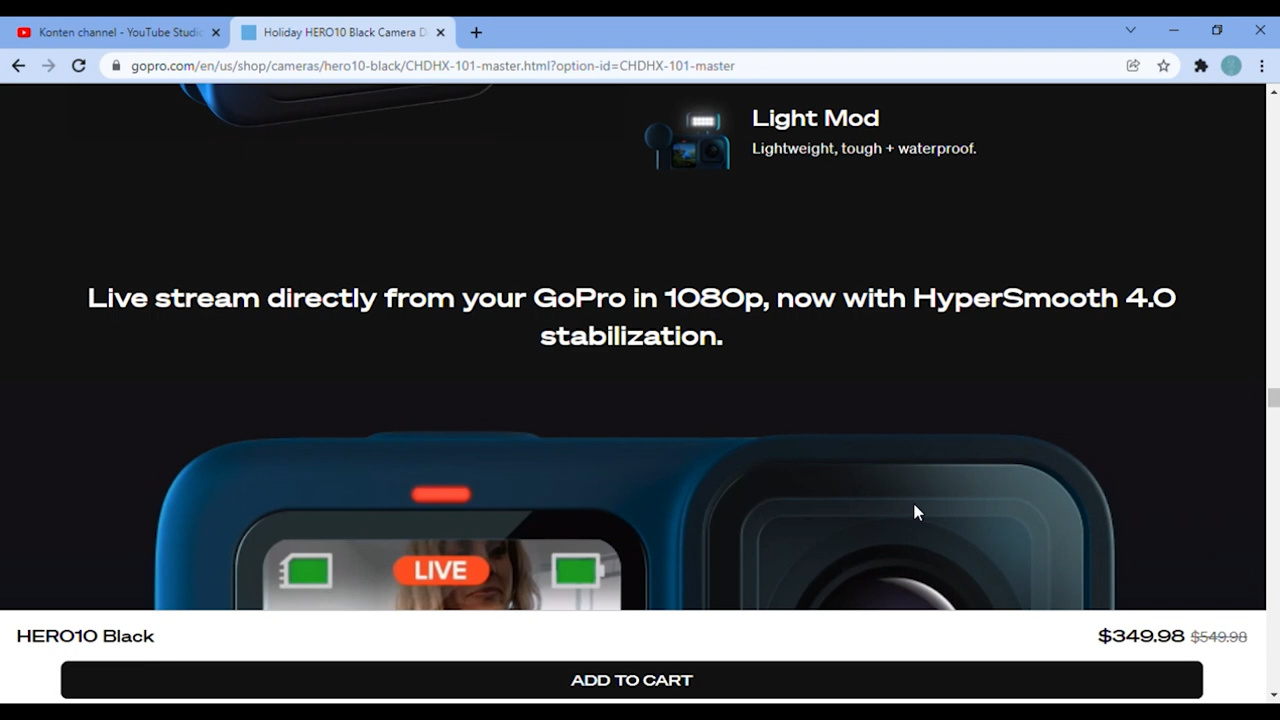 Konten channel - YouTube Studio
Holiday HERO10 Black Camera D
gopro.com/en/us/shop/cameras/hero10-black/CHDHX-101-master.html?option-id=CHDHX-101-master
Light Mod
Lightweight, tough + waterproof.
Live stream directly from your GoPro in 1080p, now with HyperSmooth 4.0
stabilization.
LIVE
HERO10 Black
$349.98 $549.98
ADD TO CART